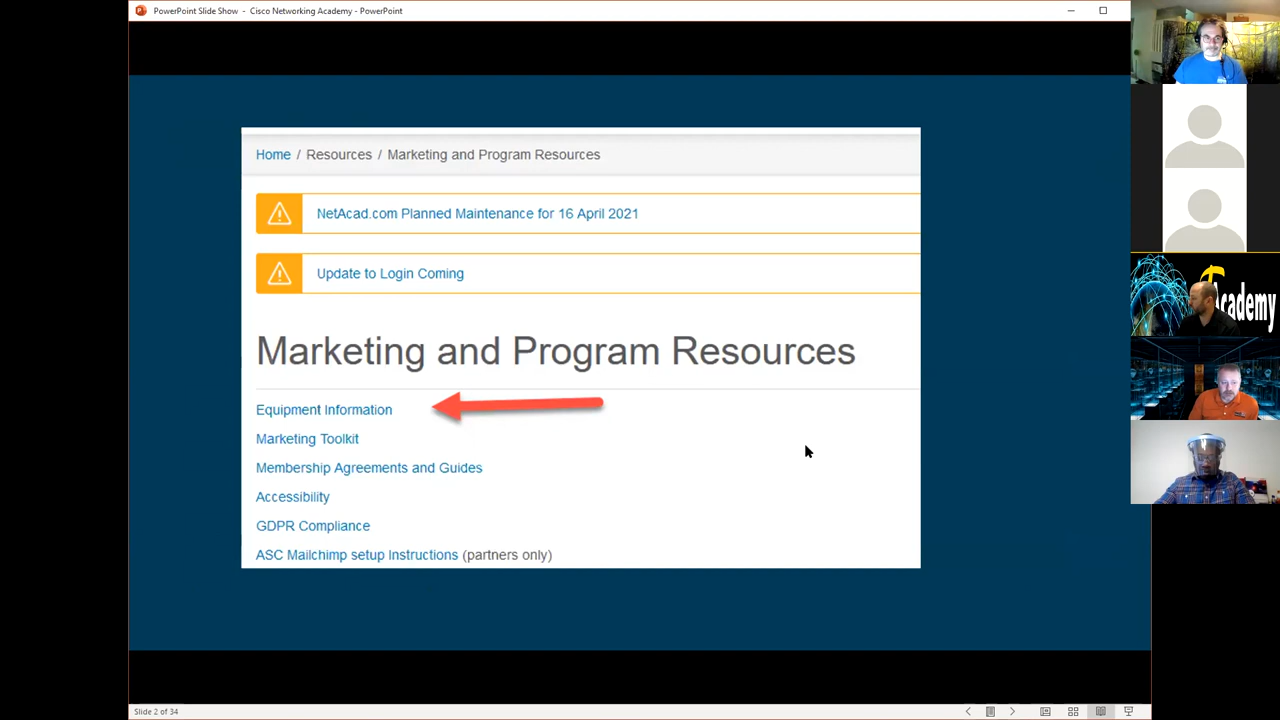 PowerPoint Slide Show - Cisco Networking Academy - PowerPoint
Home / Resources / Marketing and Program Resources
NetAcad.com Planned Maintenance for 16 April 2021
Update to Login Coming
Marketing and Program Resources
Equipment Information
Marketing Toolkit
Membership Agreements and Guides
Accessibility
GDPR Compliance
ASC Mailchimp setup Instructions (partners only)
Academy
Slide 2 of 34